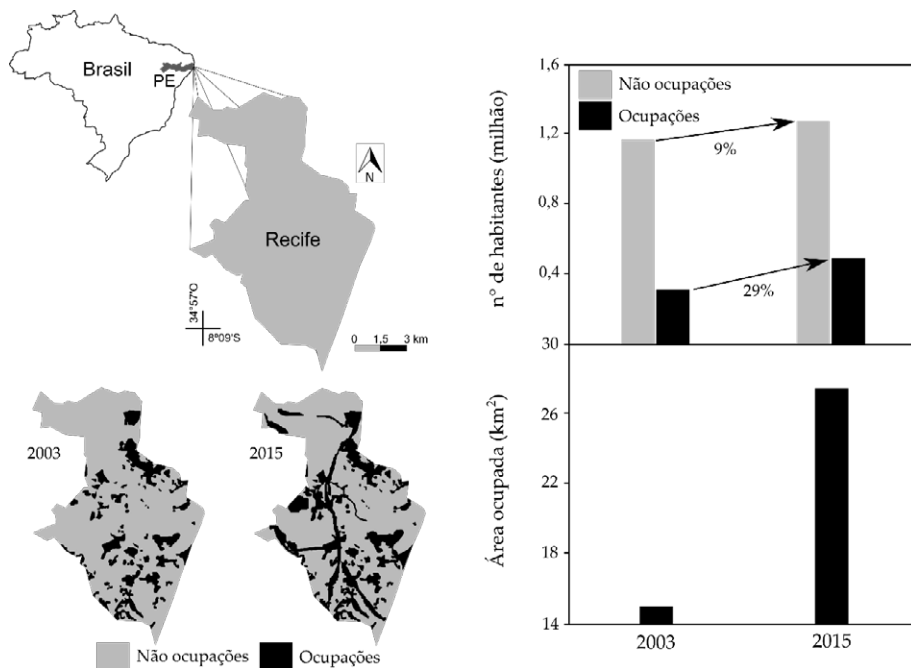 Brasil
PE
Recife
N
34°57'O
8°09'S
0 1,5 3 km
2003
2015
Não ocupações
Ocupações
nº de habitantes (milhão)
1,6
1,2
0,8
0,4
30
Não ocupações
Ocupações
9%
29%
Área ocupada (km²)
26
22
18
14
2003
2015